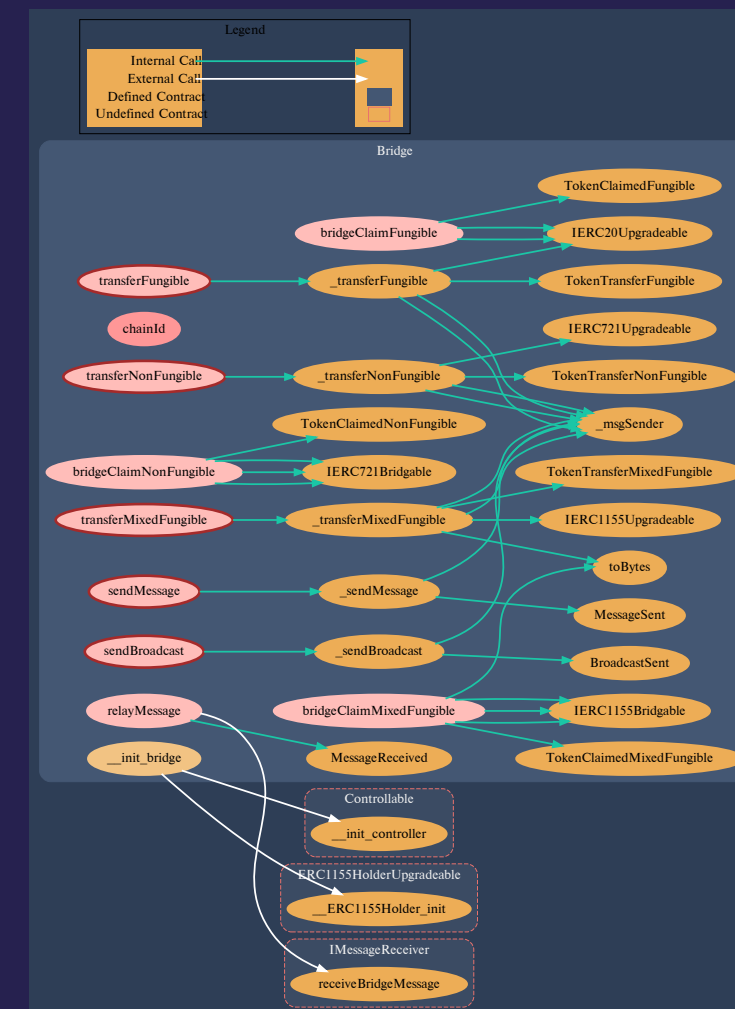 Legend
Internal Call
External Call
Defined Contract
Undefined Contract
Bridge
TokenClaimedFungible
bridgeClaimFungible
IERC20Upgradeable
transferFungible
_transferFungible
TokenTransferFungible
chainId
IERC721Upgradeable
transferNonFungible
_transferNonFungible
TokenTransferNonFungible
TokenClaimedNonFungible
_msgSender
bridgeClaimNonFungible
IERC721Bridgable
TokenTransferMixedFungible
transferMixedFungible
_transferMixedFungible
IERC1155Upgradeable
toBytes
sendMessage
_sendMessage
MessageSent
sendBroadcast
_sendBroadcast
BroadcastSent
relayMessage
bridgeClaimMixedFungible
IERC1155Bridgable
__init_bridge
MessageReceived
TokenClaimedMixedFungible
Controllable
__init_controller
ERC1155HolderUpgradeable
__ERC1155Holder_init
IMessageReceiver
receiveBridgeMessage